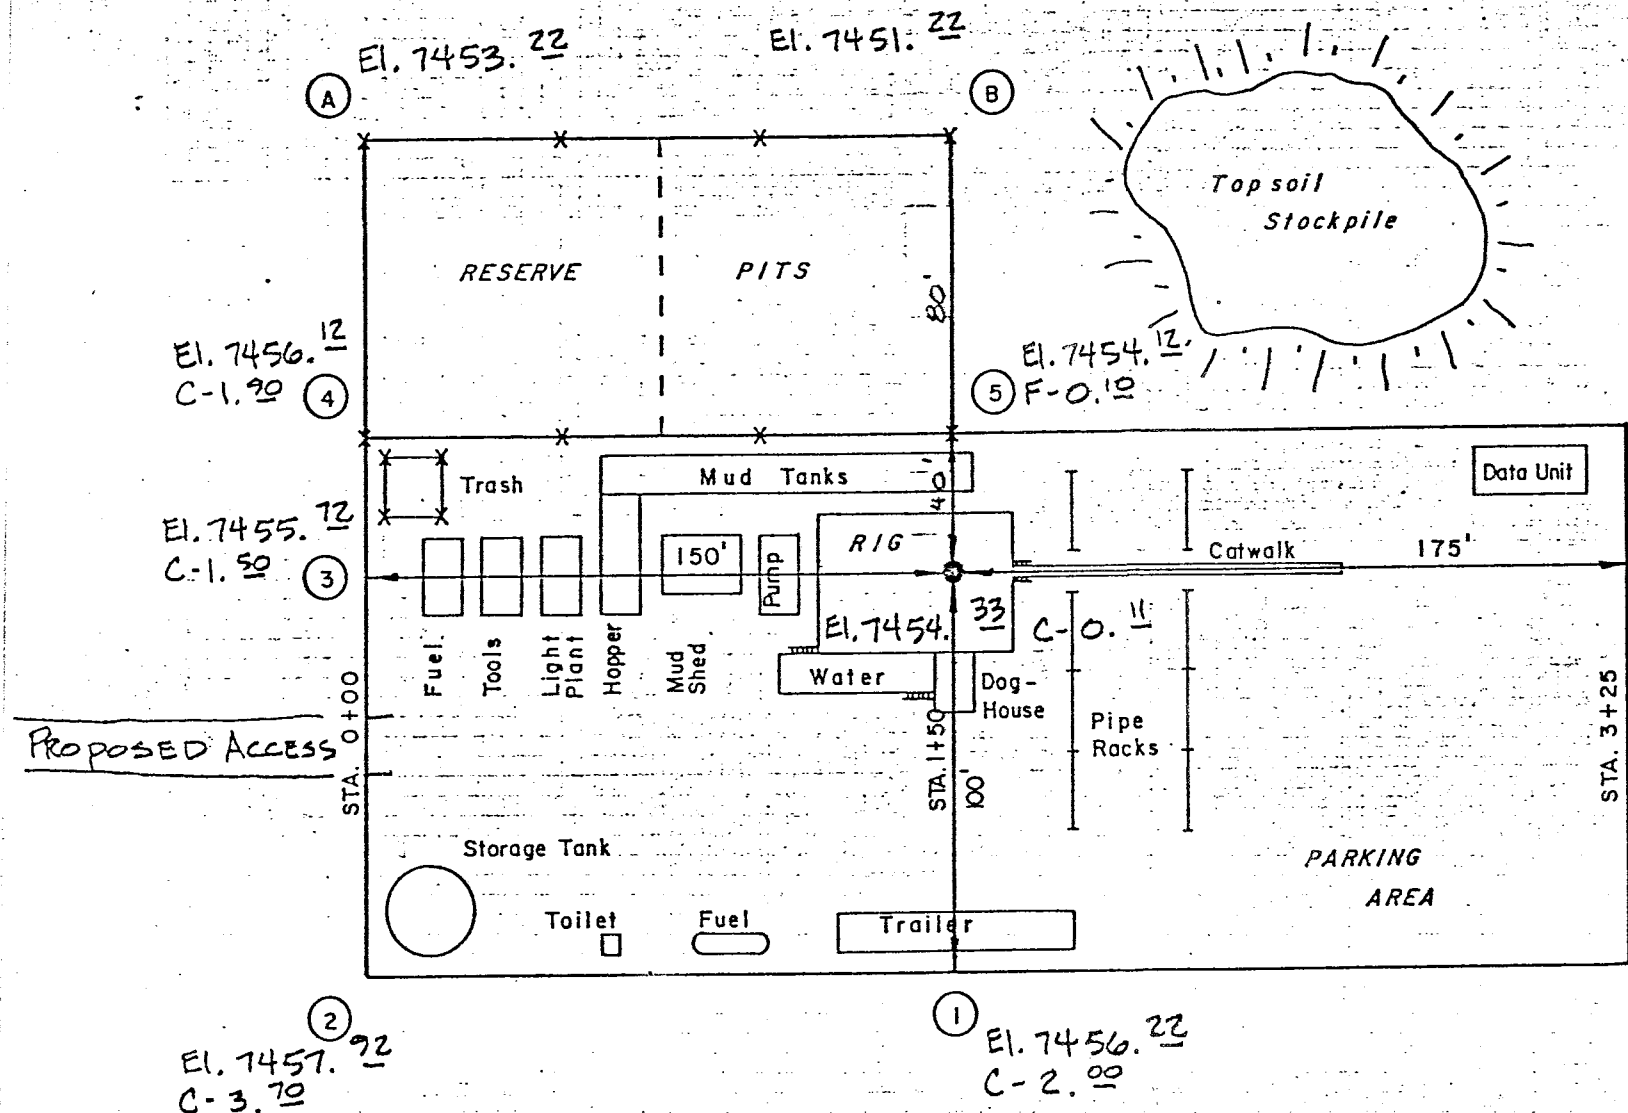 El. 7453.22
El. 7451.22
A
B
Topsoil
Stockpile
RESERVE PITS
80'
El. 7456.12
C-1.90
4
El. 7454.12
5
F-0.10
Trash
Mud Tanks
40'
Data Unit
El. 7455.72
C-1.50
3
150'
Pump
RIG
Catwalk
175'
El. 7454.33
C-0.11
Fuel
Tools
Light
Plant
Hopper
Mud
Shed
Water
Dog-
House
Pipe
Racks
PROPOSED ACCESS
STA. 0+00
STA. 1+50
100'
STA. 3+25
Storage Tank
Toilet
Fuel
Trailer
PARKING
AREA
2
El. 7457.92
C-3.70
1
El. 7456.22
C-2.00